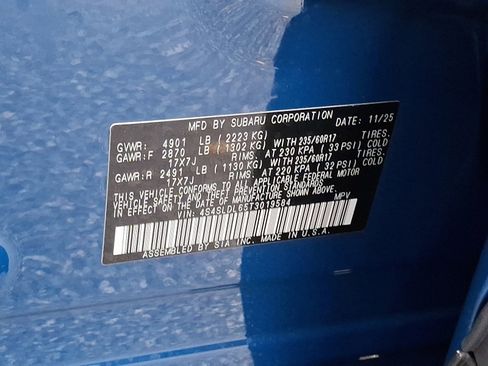 MFD BY SUBARU CORPORATION DATE: 11/25
GVWR: 4901 LB ( 2223 KG)
GAWR:F 2870 LB ( 1302 KG) WITH 235/60R17 TIRES.
17X7J RIMS. AT 230 KPA ( 33 PSI) COLD.
GAWR:R 2491 LB ( 1130 KG) WITH 235/60R17 TIRES.
17X7J RIMS. AT 220 KPA ( 32 PSI) COLD.
THIS VEHICLE CONFORMS TO ALL APPLICABLE FEDERAL MOTOR
VEHICLE SAFETY AND THEFT PREVENTION STANDARDS
IN EFFECT ON THE DATE OF MANUFACTURE SHOWN ABOVE.
VIN: 4S4SLDL65T3019584 MPV
ASSEMBLED BY SIA INC. MADE IN U.S.A.